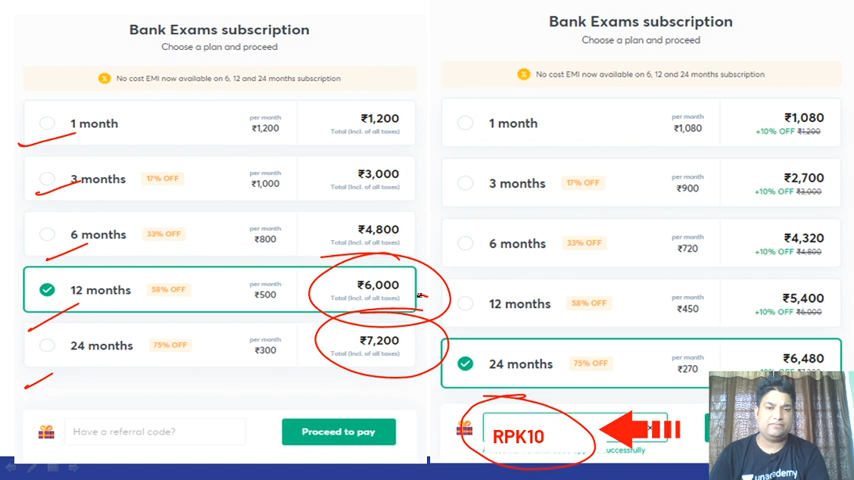 Bank Exams subscription
Choose a plan and proceed
No cost EMI now available on 6, 12 and 24 months subscription
1 month
per month
₹1,200
₹1,200
Total (Incl. of all taxes)
3 months
17% OFF
per month
₹1,000
₹3,000
Total (Incl. of all taxes)
6 months
33% OFF
per month
₹800
₹4,800
Total (Incl. of all taxes)
12 months
58% OFF
per month
₹500
₹6,000
Total (Incl. of all taxes)
24 months
75% OFF
per month
₹300
₹7,200
Total (Incl. of all taxes)
Have a referral code?
Proceed to pay
Bank Exams subscription
Choose a plan and proceed
No cost EMI now available on 6, 12 and 24 months subscription
1 month
per month
₹1,080
₹1,080
+10% OFF ₹1,200
3 months
17% OFF
per month
₹900
₹2,700
+10% OFF ₹3,000
6 months
33% OFF
per month
₹720
₹4,320
+10% OFF ₹4,800
12 months
58% OFF
per month
₹450
₹5,400
+10% OFF ₹6,000
24 months
75% OFF
per month
₹270
₹6,480
RPK10
successfully
unacademy